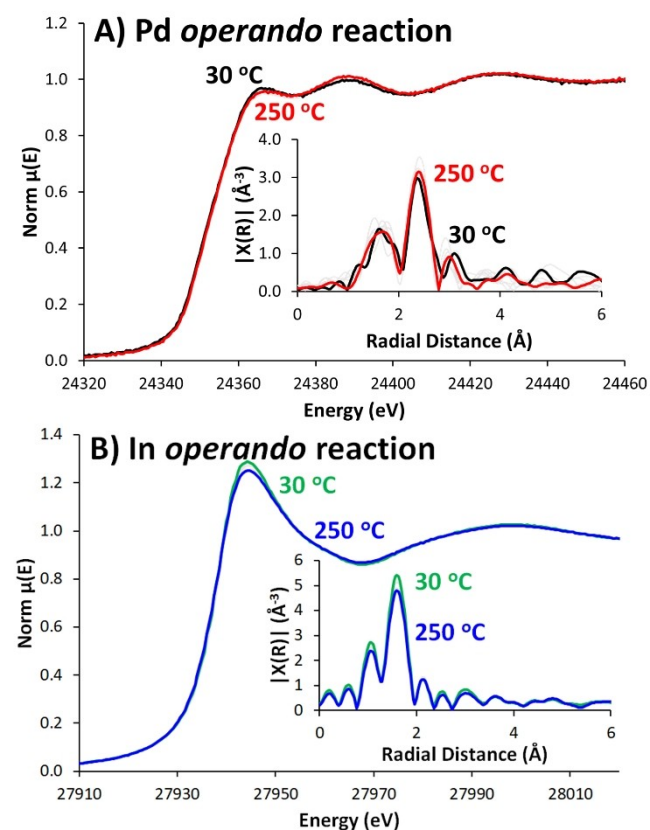 A) Pd operando reaction
1.2
1.0
0.8
0.6
0.4
0.2
0.0
Norm μ(E)
30 °C
250 °C
4.0
3.0
2.0
1.0
0.0
|X(R)| (Å-3)
250 °C
30 °C
0 2 4 6
Radial Distance (Å)
24320 24340 24360 24380 24400 24420 24440 24460
Energy (eV)
B) In operando reaction
1.4
1.2
1.0
0.8
0.6
0.4
0.2
0.0
Norm μ(E)
30 °C
250 °C
6
5
4
3
2
1
0
|X(R)| (Å-3)
30 °C
250 °C
0 2 4 6
Radial Distance (Å)
27910 27930 27950 27970 27990 28010
Energy (eV)